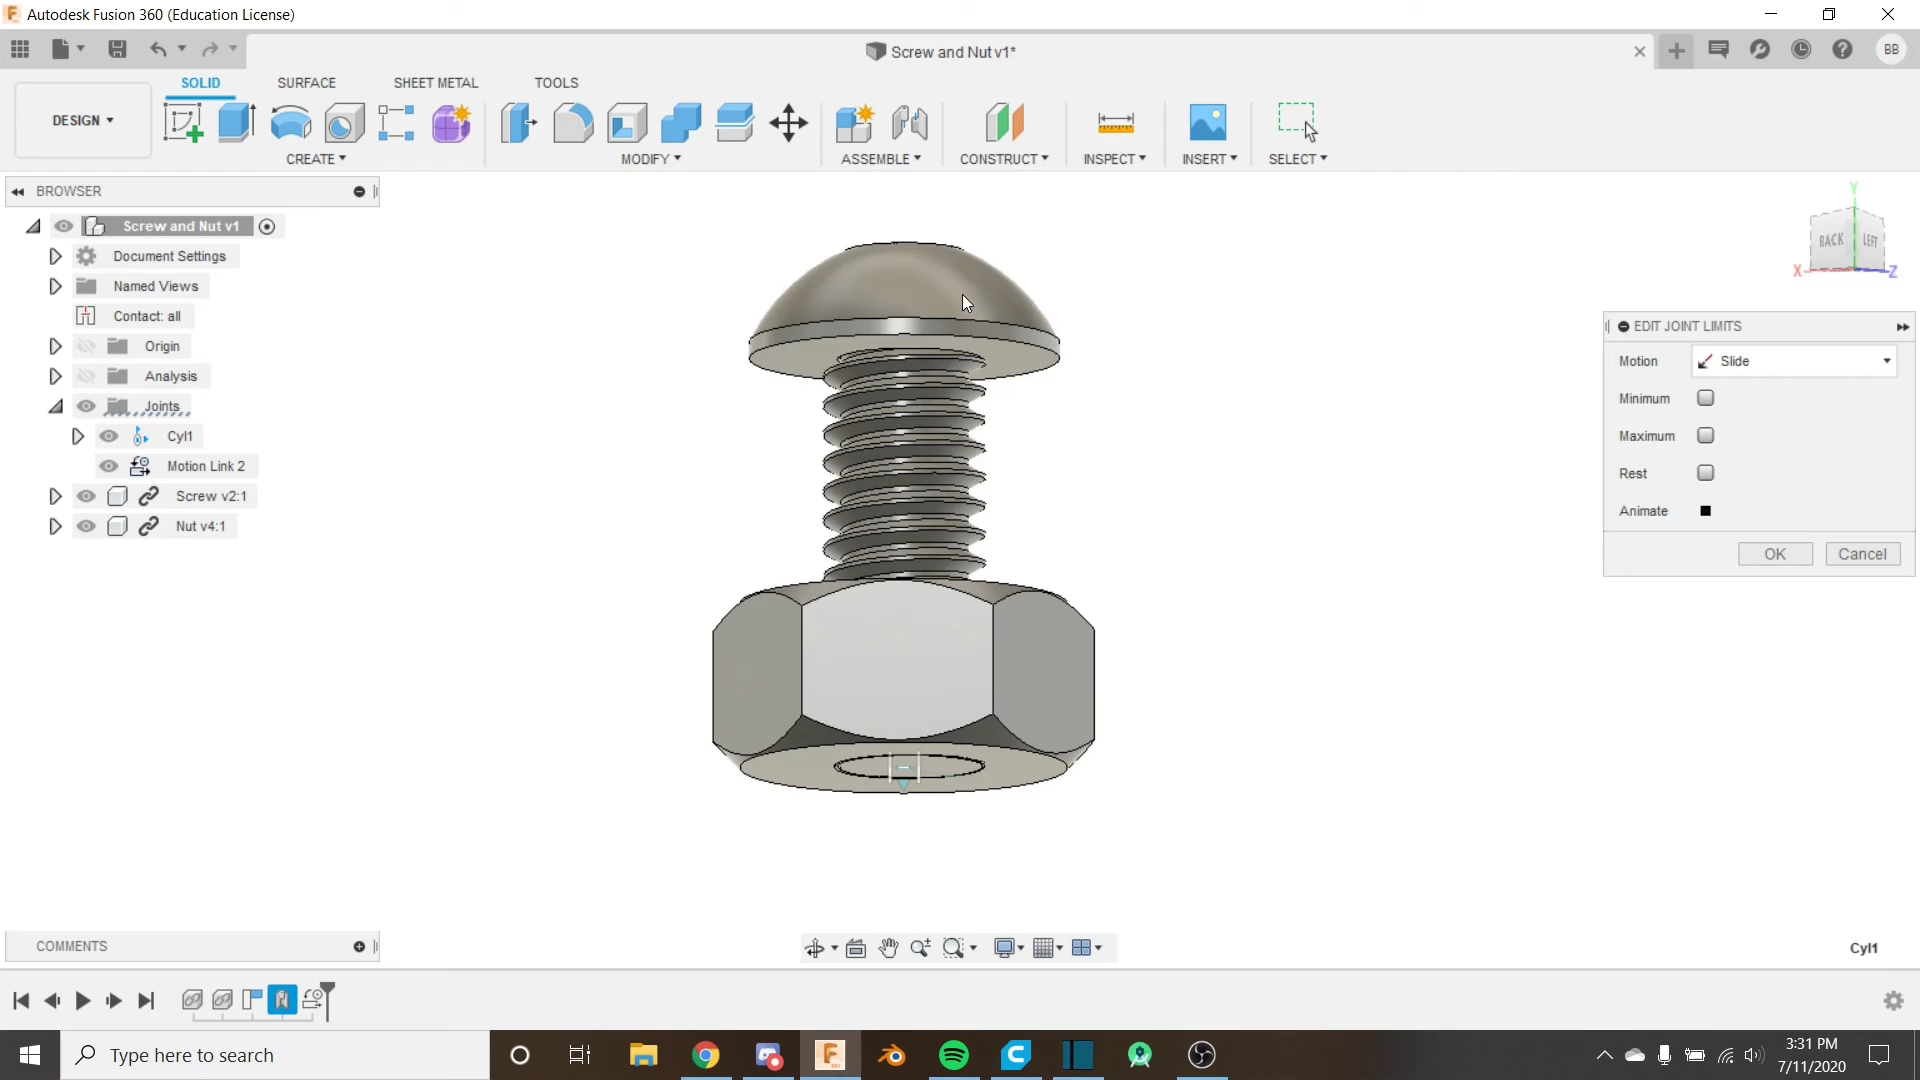 Autodesk Fusion 360 (Education License)
Screw and Nut v1*
BB
SOLID SURFACE SHEET METAL TOOLS
DESIGN
CREATE MODIFY ASSEMBLE CONSTRUCT INSPECT INSERT SELECT
BROWSER
Screw and Nut v1
Document Settings
Named Views
Contact: all
Origin
Analysis
Joints
Cyl1
Motion Link 2
Screw v2:1
Nut v4:1
Y
BACK LEFT
X Z
EDIT JOINT LIMITS
Motion Slide
Minimum
Maximum
Rest
Animate
OK Cancel
COMMENTS
Cyl1
Type here to search
3:31 PM
7/11/2020